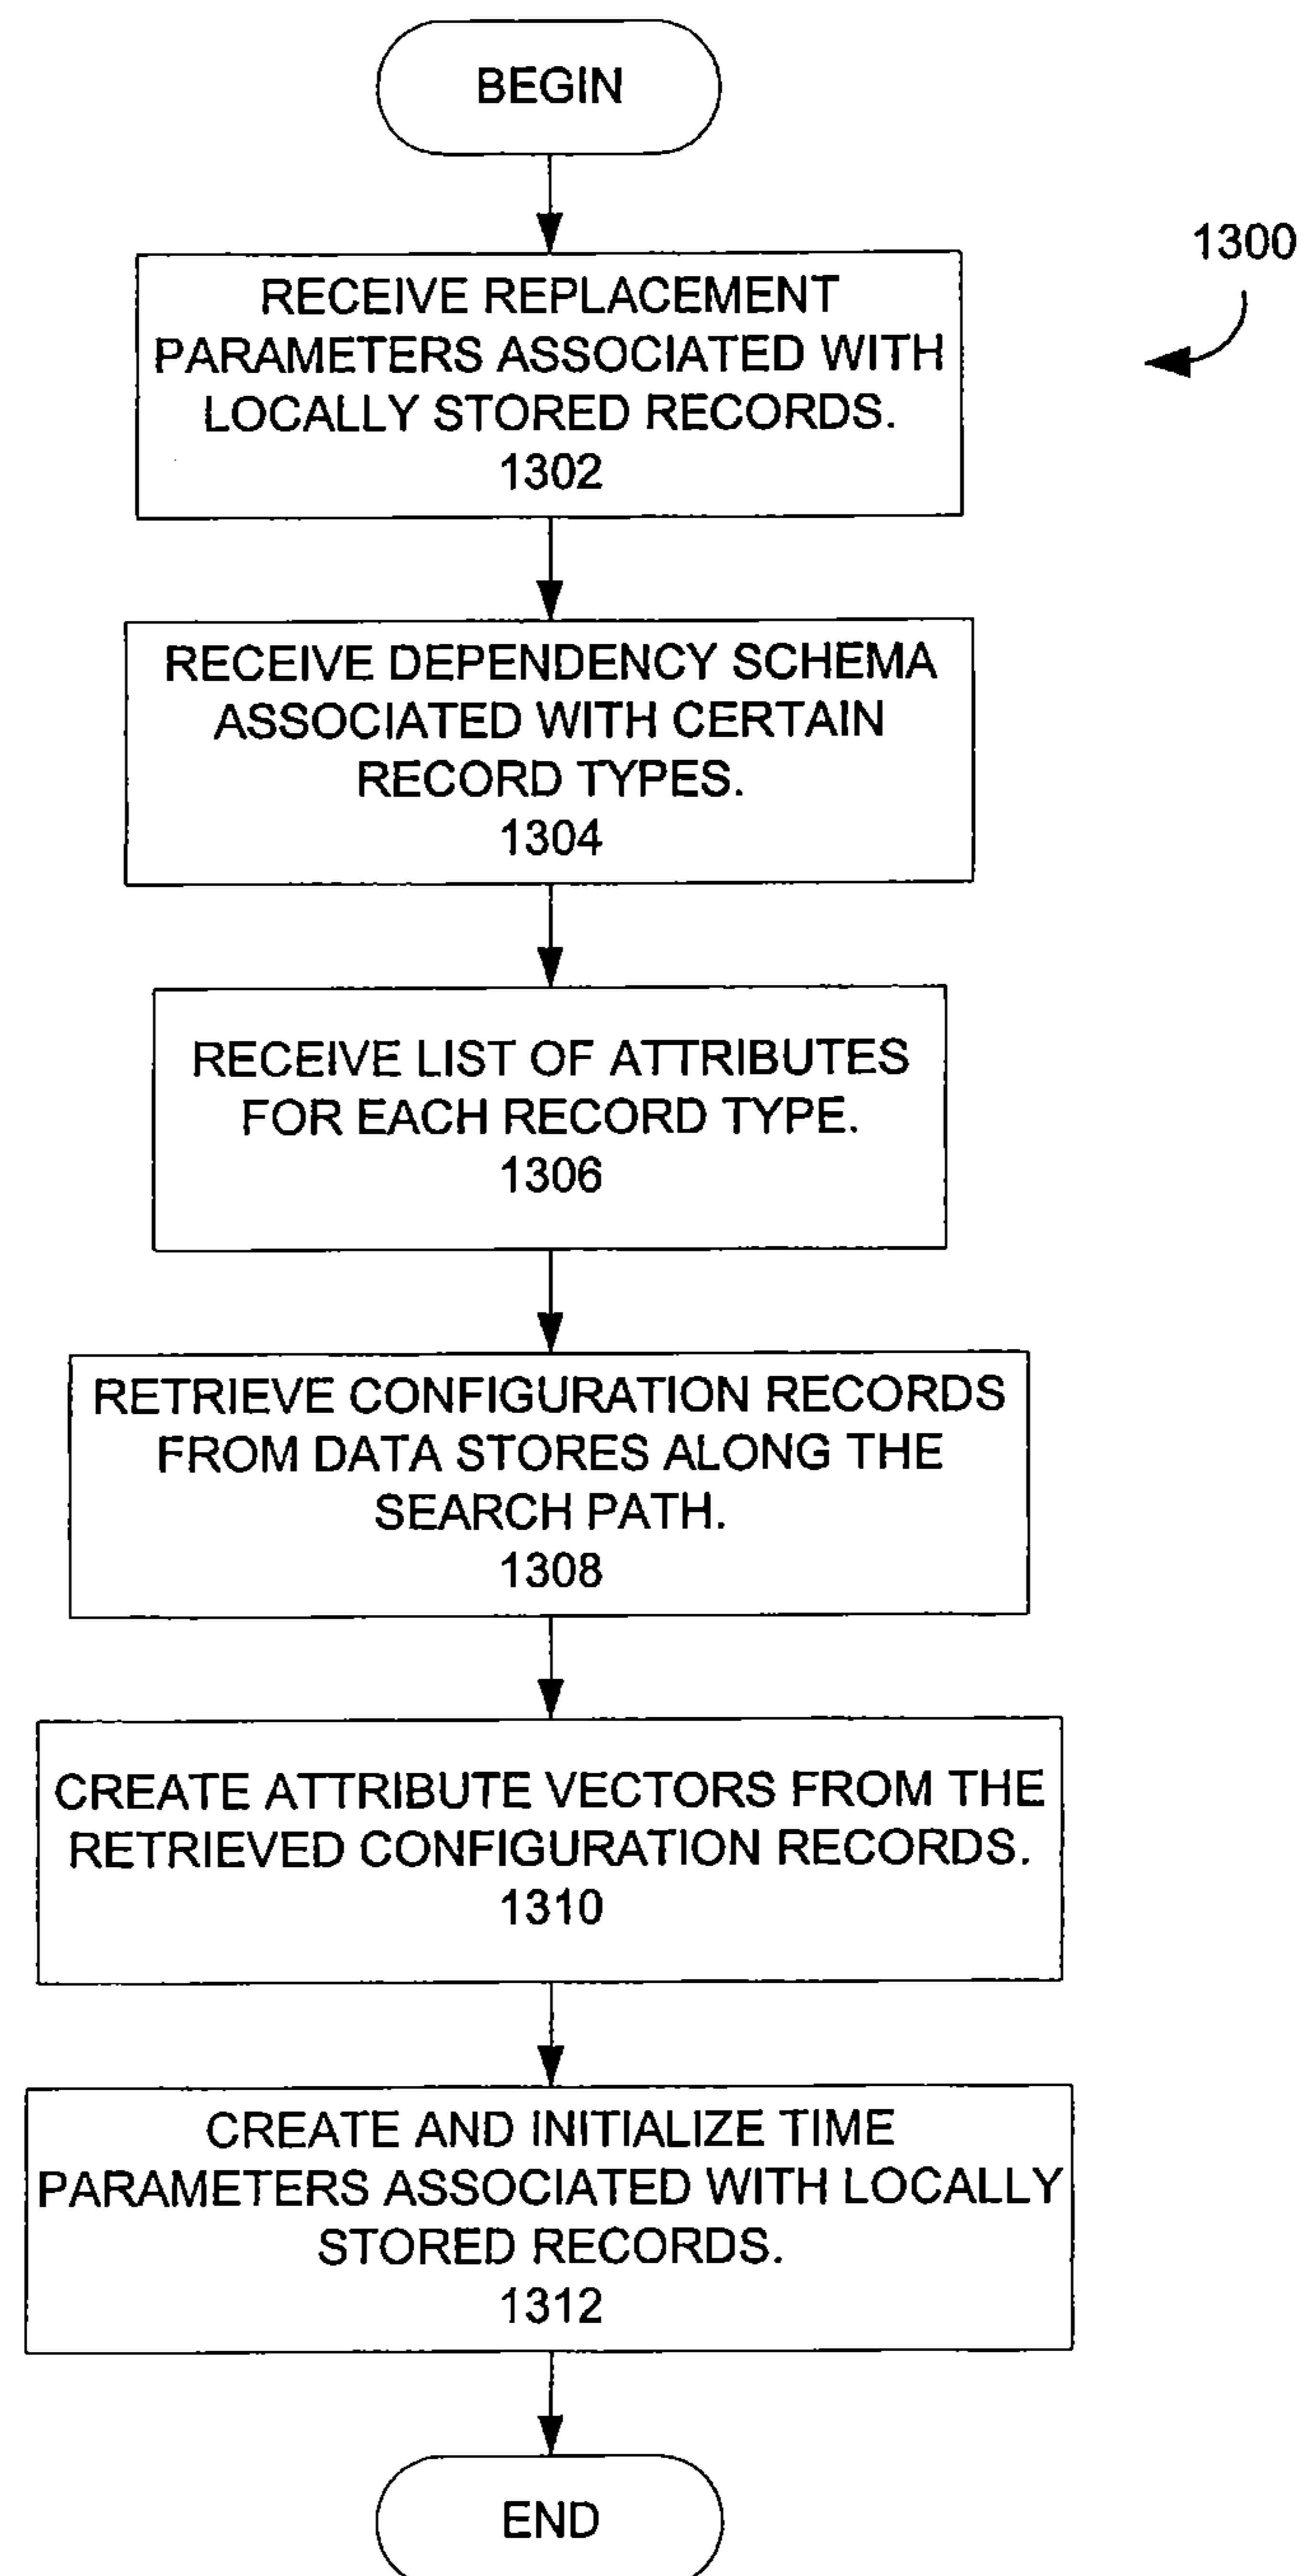 BEGIN
1300
RECEIVE REPLACEMENT
PARAMETERS ASSOCIATED WITH
LOCALLY STORED RECORDS.
1302
RECEIVE DEPENDENCY SCHEMA
ASSOCIATED WITH CERTAIN
RECORD TYPES.
1304
RECEIVE LIST OF ATTRIBUTES
FOR EACH RECORD TYPE.
1306
RETRIEVE CONFIGURATION RECORDS
FROM DATA STORES ALONG THE
SEARCH PATH.
1308
CREATE ATTRIBUTE VECTORS FROM THE
RETRIEVED CONFIGURATION RECORDS.
1310
CREATE AND INITIALIZE TIME
PARAMETERS ASSOCIATED WITH LOCALLY
STORED RECORDS.
1312
END